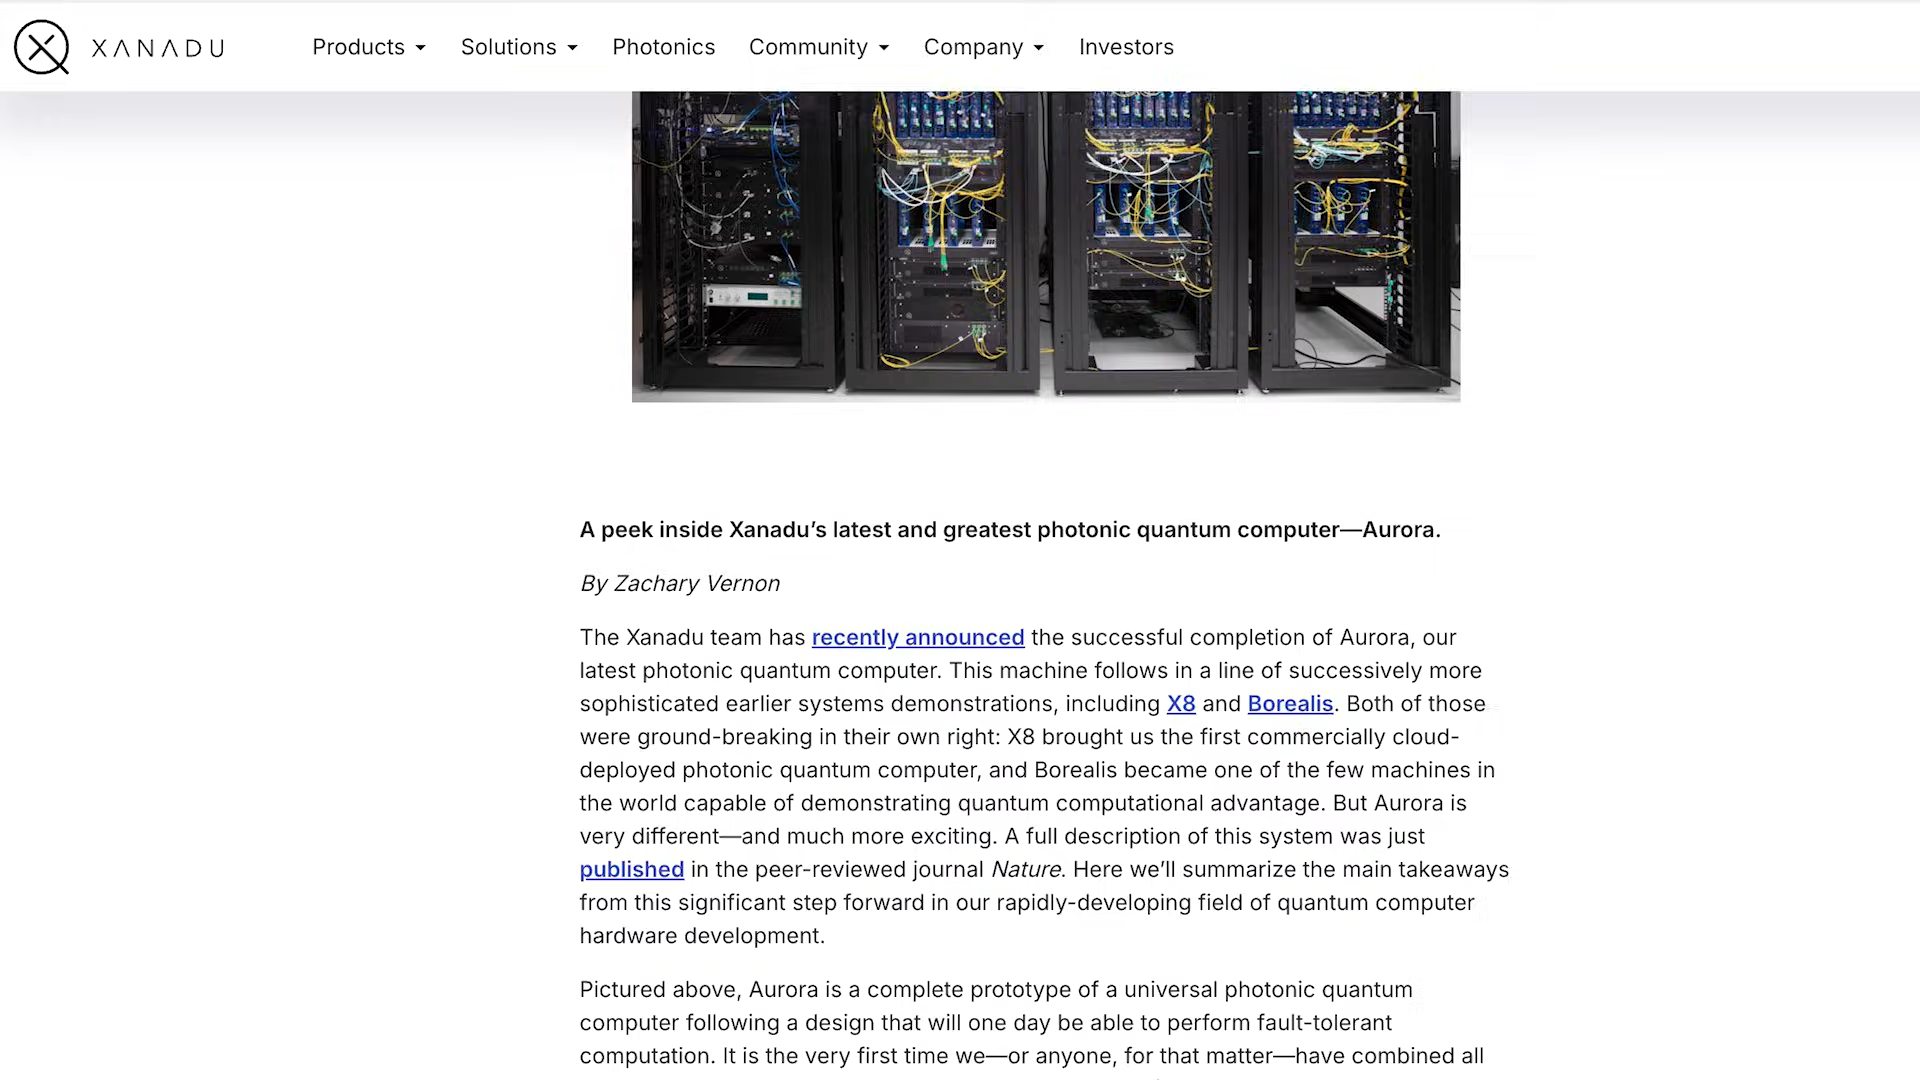 XANADU Products Solutions Photonics Community Company Investors
A peek inside Xanadu’s latest and greatest photonic quantum computer—Aurora.
By Zachary Vernon
The Xanadu team has recently announced the successful completion of Aurora, our
latest photonic quantum computer. This machine follows in a line of successively more
sophisticated earlier systems demonstrations, including X8 and Borealis. Both of those
were ground-breaking in their own right: X8 brought us the first commercially cloud-
deployed photonic quantum computer, and Borealis became one of the few machines in
the world capable of demonstrating quantum computational advantage. But Aurora is
very different—and much more exciting. A full description of this system was just
published in the peer-reviewed journal Nature. Here we’ll summarize the main takeaways
from this significant step forward in our rapidly-developing field of quantum computer
hardware development.
Pictured above, Aurora is a complete prototype of a universal photonic quantum
computer following a design that will one day be able to perform fault-tolerant
computation. It is the very first time we—or anyone, for that matter—have combined all